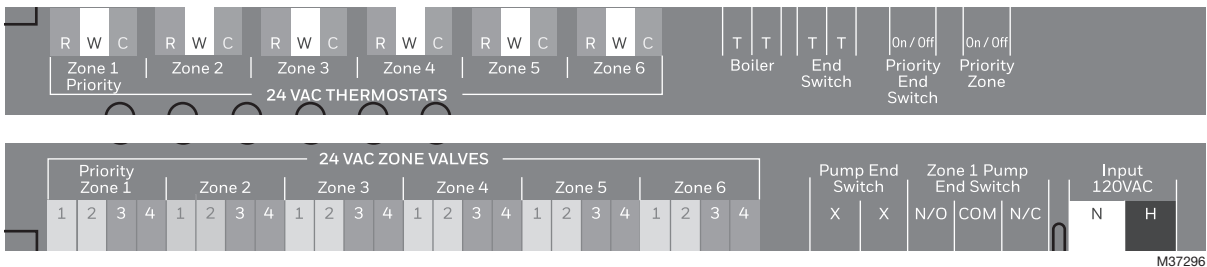 R W C R W C R W C R W C R W C R W C T T T T On / Off On / Off
Zone 1 Zone 2 Zone 3 Zone 4 Zone 5 Zone 6 Boiler End Priority Priority
Priority Switch End Zone
24 VAC THERMOSTATS Switch
24 VAC ZONE VALVES
Priority Pump End Zone 1 Pump Input
Zone 1 Zone 2 Zone 3 Zone 4 Zone 5 Zone 6 Switch End Switch 120VAC
1 2 3 4 1 2 3 4 1 2 3 4 1 2 3 4 1 2 3 4 1 2 3 4 X X N/O COM N/C N H
M37296